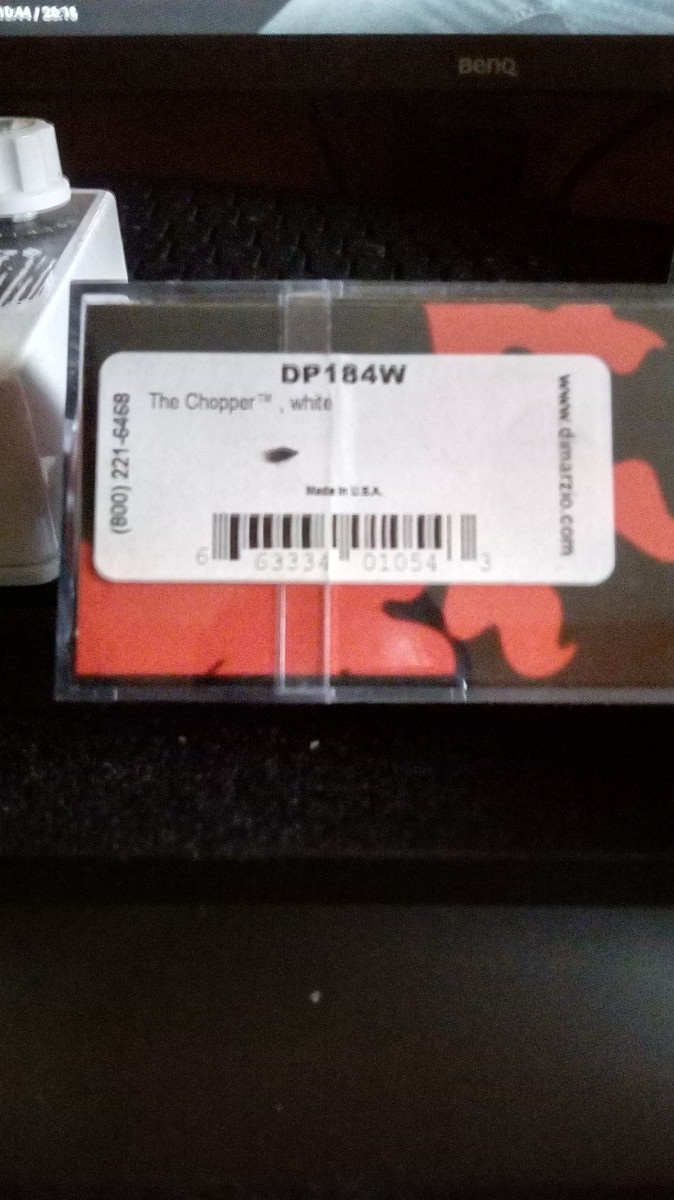 BenQ
DP184W
The Chopper™ , white
(800) 221-6468
www.dimarzio.com
Made in U.S.A.
6 63334 01054 3